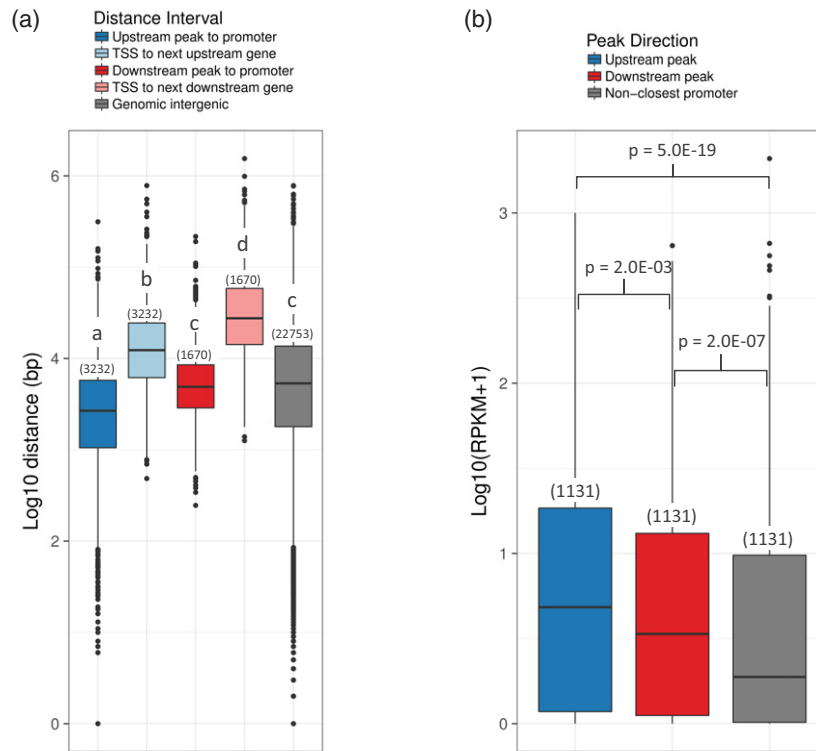 (a)
Distance Interval
Upstream peak to promoter
TSS to next upstream gene
Downstream peak to promoter
TSS to next downstream gene
Genomic intergenic
Log10 distance (bp)
6
4
2
0
a
(3232)
b
(3232)
c
(1670)
d
(1670)
c
(22753)
(b)
Peak Direction
Upstream peak
Downstream peak
Non-closest promoter
Log10(RPKM+1)
3
2
1
0
p = 5.0E-19
p = 2.0E-03
p = 2.0E-07
(1131)
(1131)
(1131)